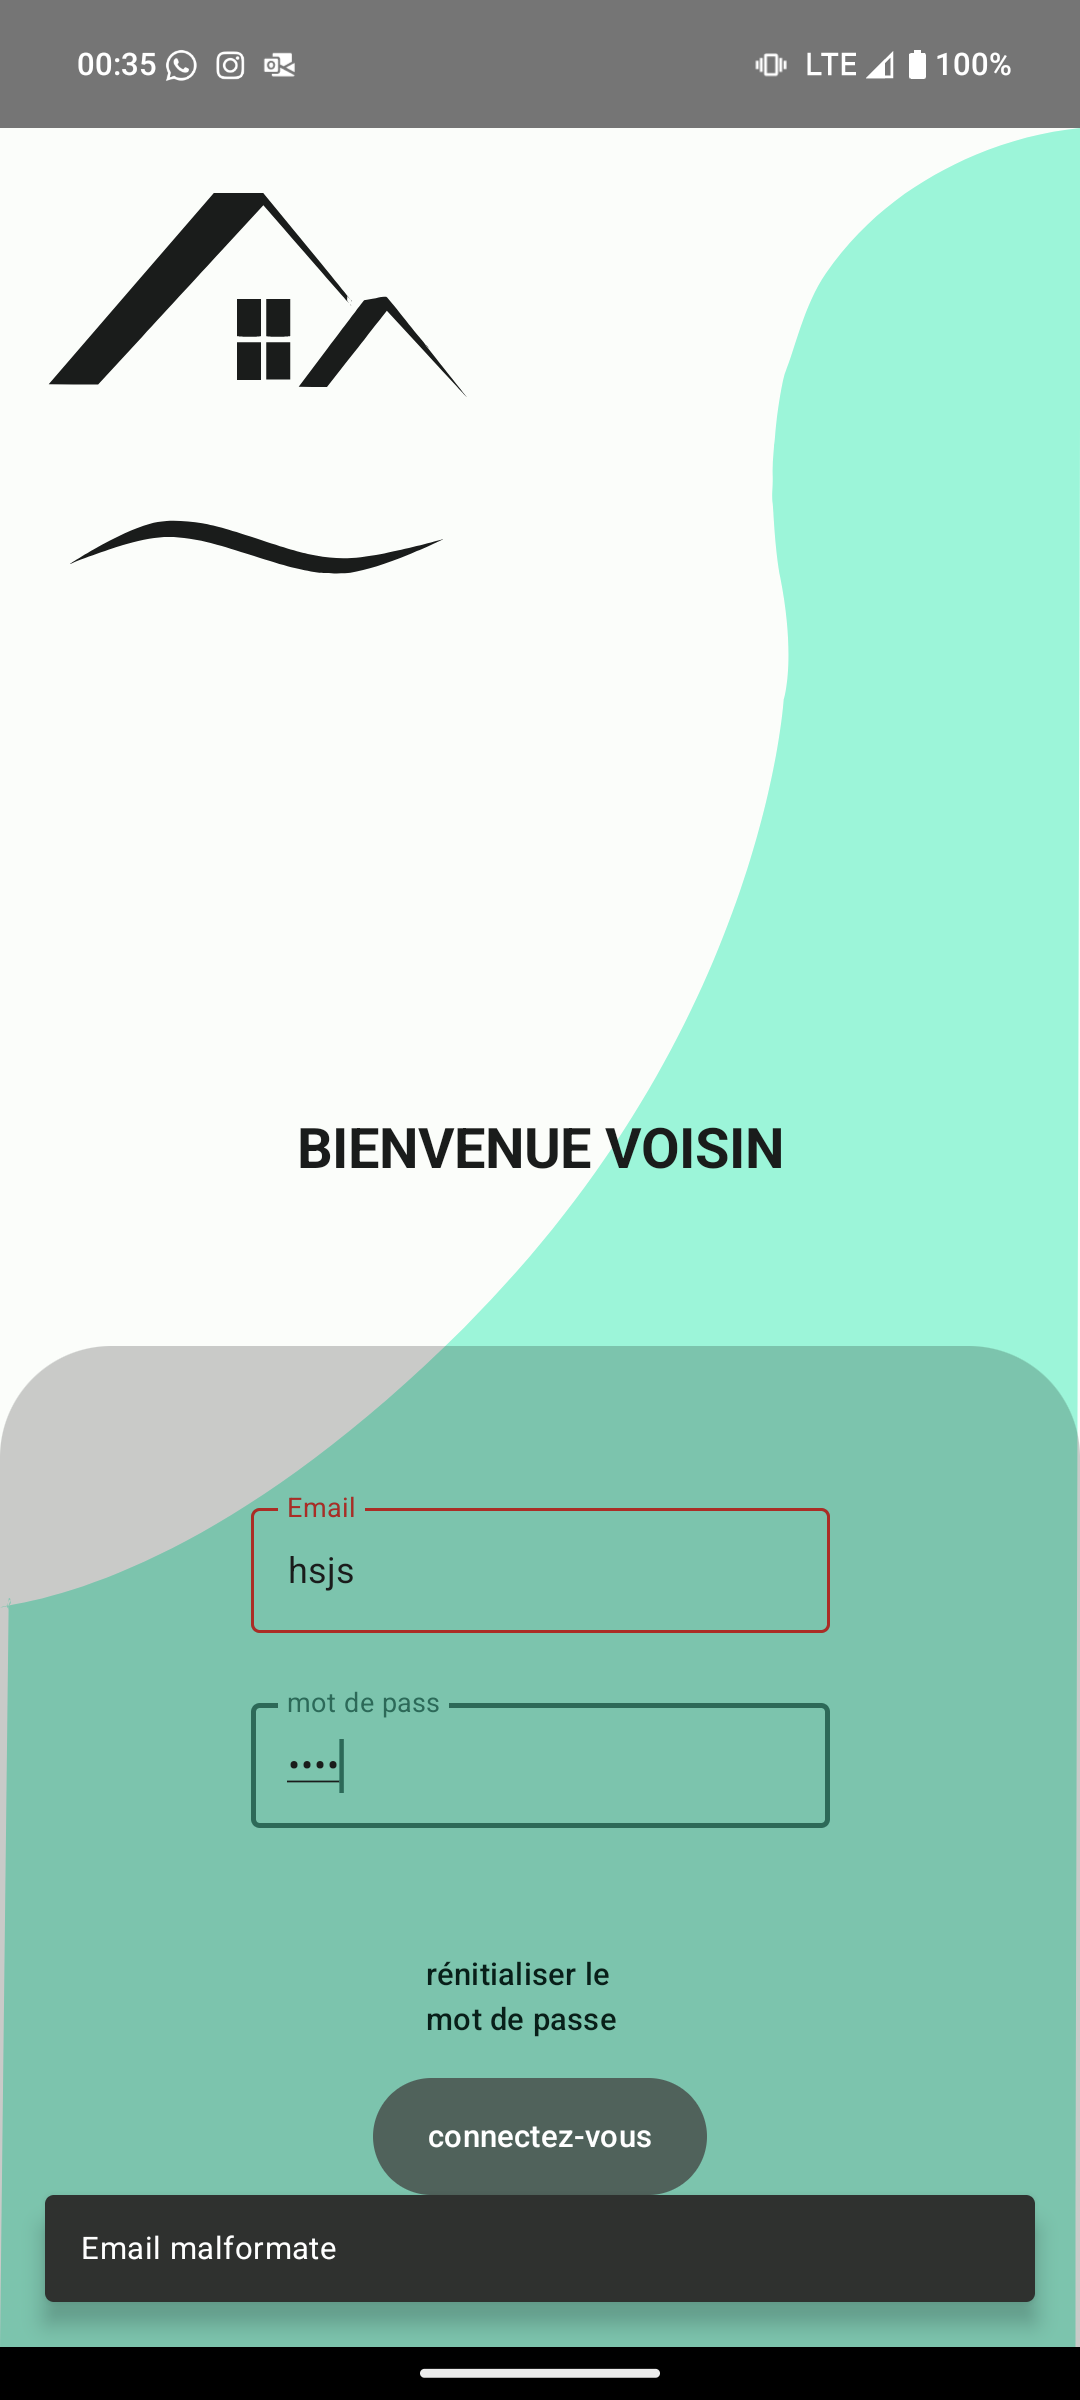 00:35 LTE 100%
BIENVENUE VOISIN
Email
hsjs
mot de pass
••••
rénitialiser le
mot de passe
connectez-vous
Email malformate